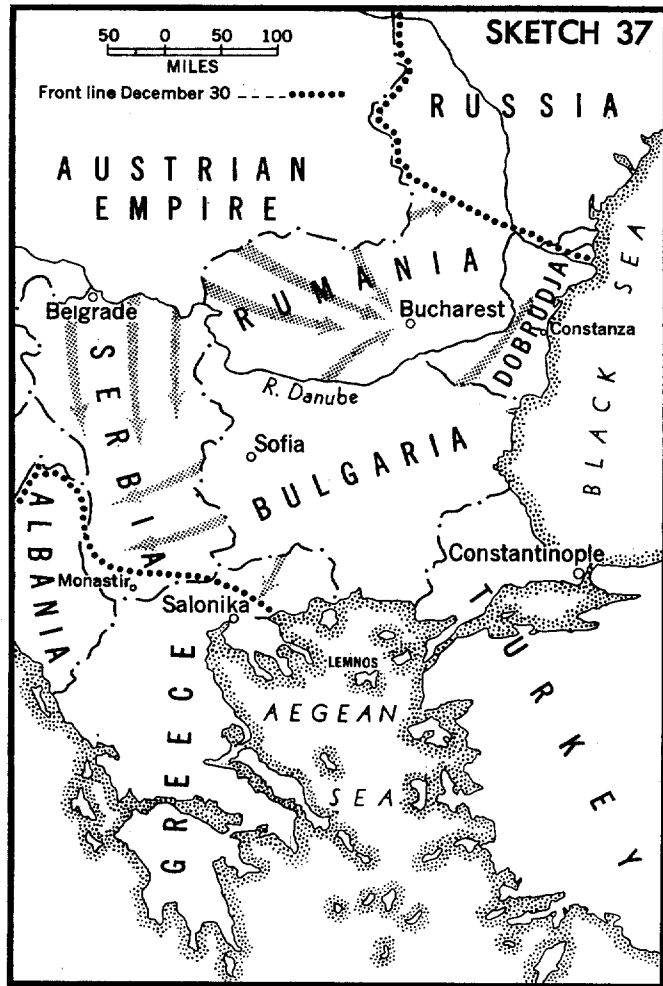 SKETCH 37
50 0 50 100
MILES
Front line December 30
RUSSIA
AUSTRIAN
EMPIRE
RUMANIA
Belgrade
Bucharest
DOBRUDJA
Constanza
BLACK SEA
SERBIA
R. Danube
Sofia
BULGARIA
ALBANIA
Constantinople
Monastir
Salonika
TURKEY
LEMNOS
GREECE
AEGEAN
SEA